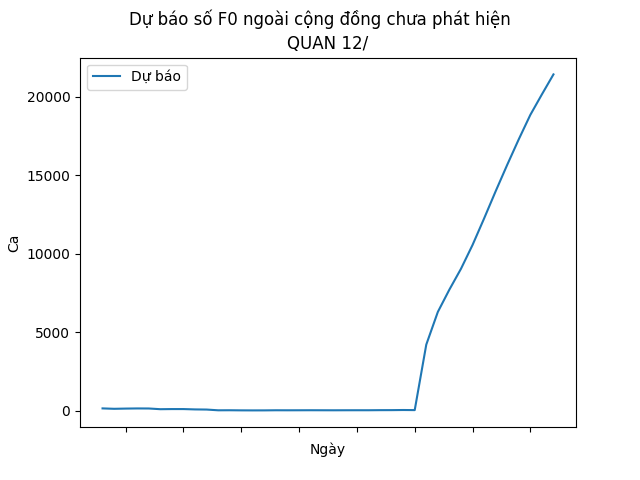 Dự báo số F0 ngoài cộng đồng chưa phát hiện
QUAN 12/
Dự báo
20000
15000
10000
5000
0
Ca
Ngày